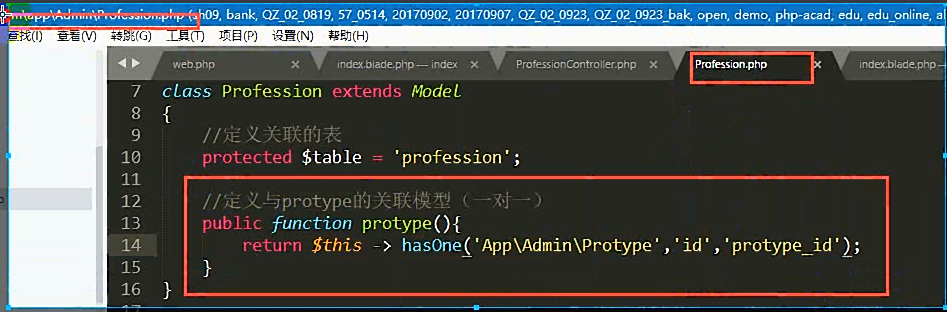 \app\Admin\Profession.php (sh09, bank, QZ_02_0819, 57_0514, 20170902, 20170907, QZ_02_0923, QZ_02_0923_bak, open, demo, php-acad, edu, edu_online, a
查找(I) 查看(V) 转跳(G) 工具(T) 项目(P) 设置(N) 帮助(H)
web.php × index.blade.php — index × ProfessionController.php × Profession.php × index.blade.php —
7 class Profession extends Model
8 {
9 //定义关联的表
10 protected $table = 'profession';
11
12 //定义与protype的关联模型（一对一）
13 public function protype(){
14 return $this -> hasOne('App\Admin\Protype','id','protype_id');
15 }
16 }
17